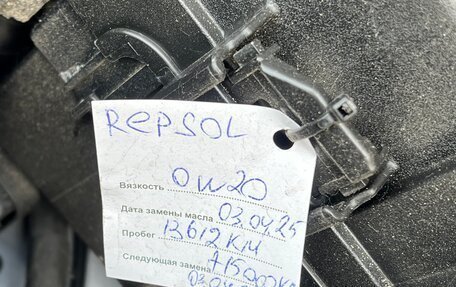 REPSOL
Вязкость 0W20
Дата замены масла 03.04.25
Пробег 13612 км
Следующая замена